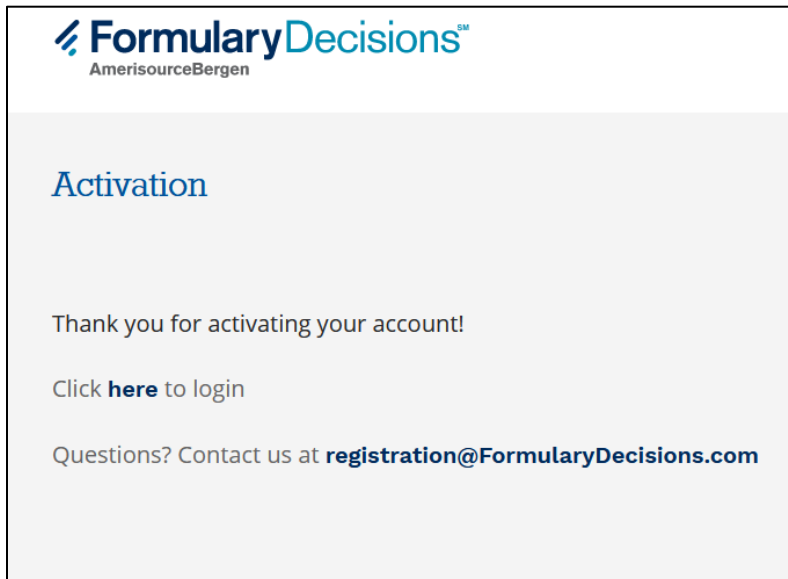 FormularyDecisions℠
AmerisourceBergen
Activation
Thank you for activating your account!
Click here to login
Questions? Contact us at registration@FormularyDecisions.com